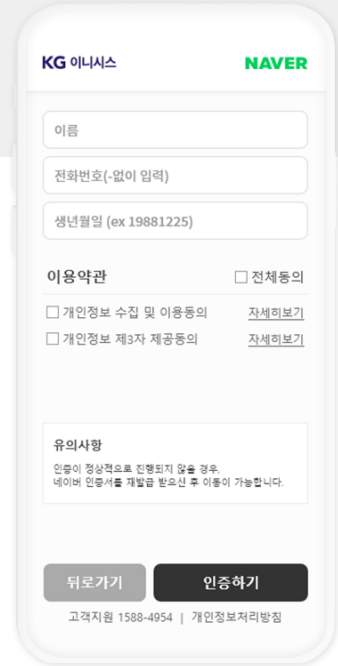 KG 이니시스 NAVER
이름
전화번호(-없이 입력)
생년월일 (ex 19881225)
이용약관 전체동의
개인정보 수집 및 이용동의 자세히보기
개인정보 제3자 제공동의 자세히보기
유의사항
인증이 정상적으로 진행되지 않을 경우,
네이버 인증서를 재발급 받으신 후 이용이 가능합니다.
뒤로가기 인증하기
고객지원 1588-4954 | 개인정보처리방침